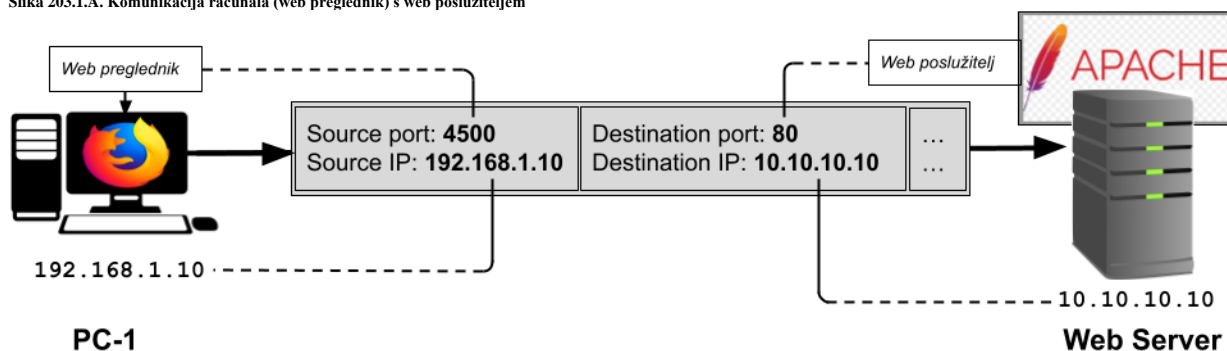 Slika 203.1.A. Komunikacija računala (web preglednik) s web poslužiteljem
Web preglednik
Web poslužitelj
APACHE
Source port: 4500
Source IP: 192.168.1.10
Destination port: 80
Destination IP: 10.10.10.10
...
...
192.168.1.10
10.10.10.10
PC-1
Web Server